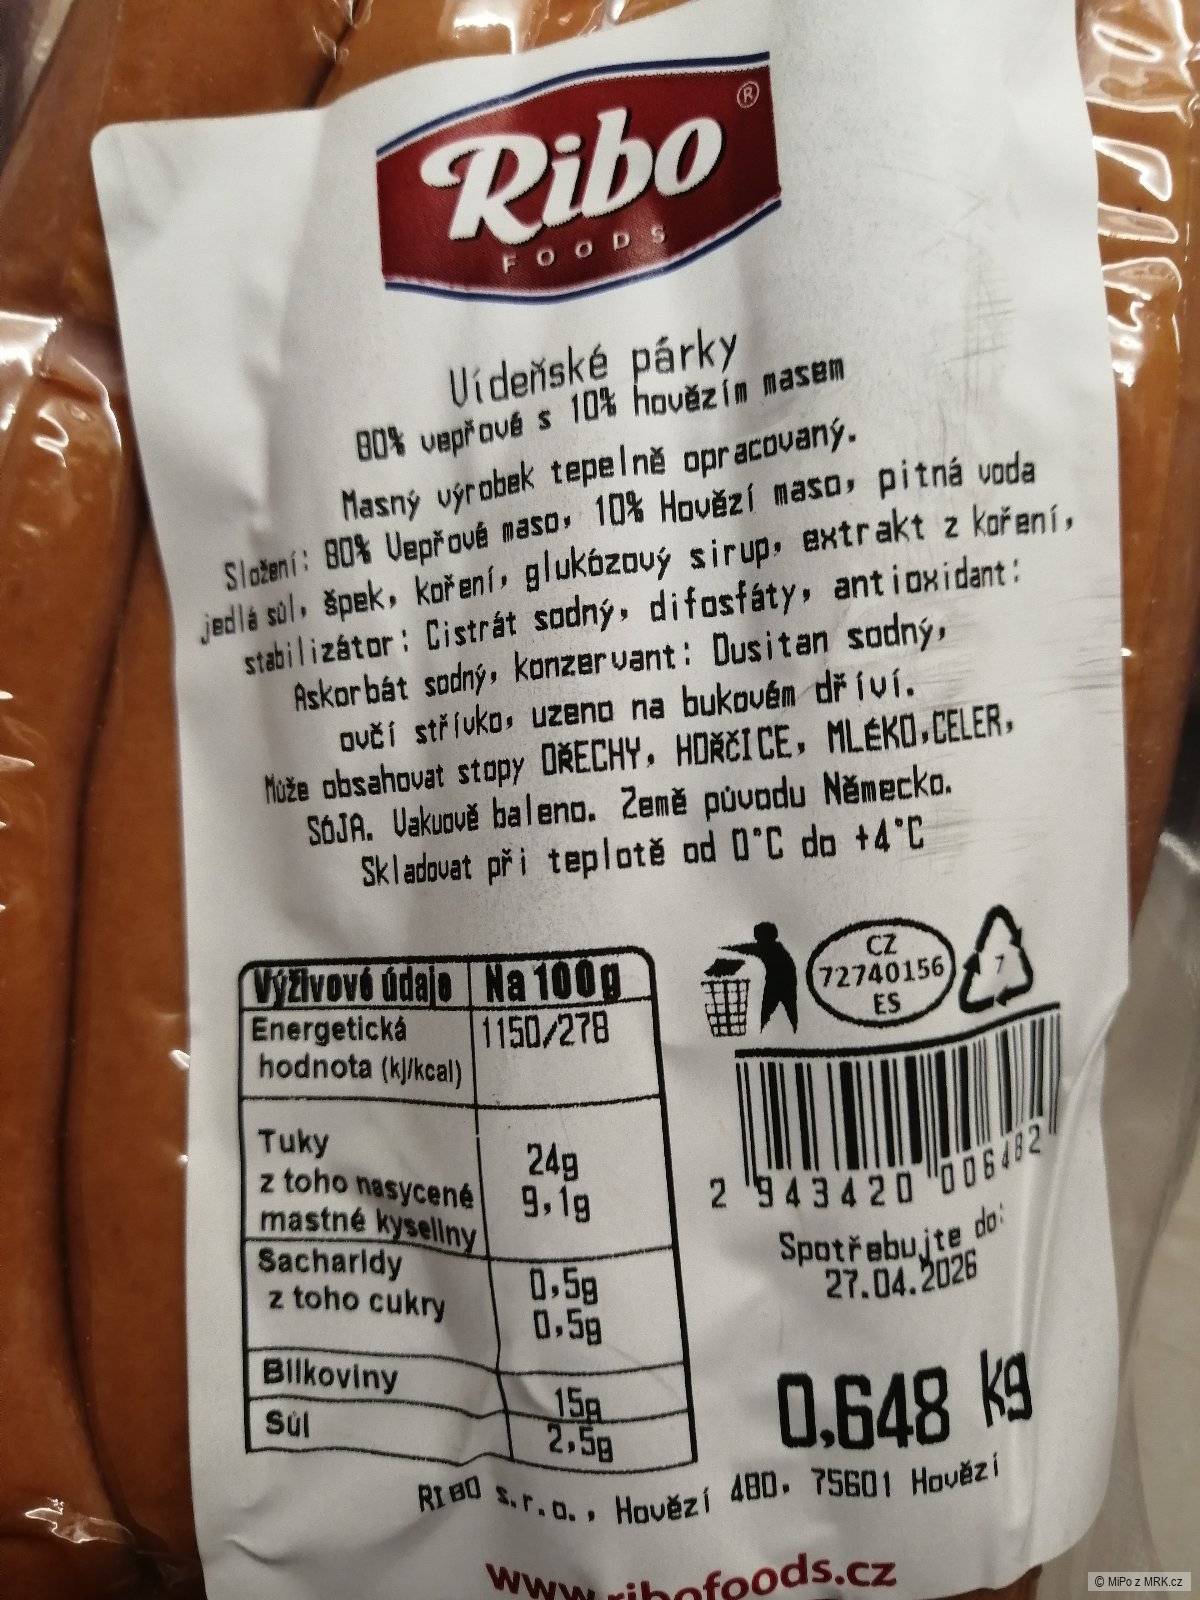 Ribo
®
FOODS
Vídeňské párky
80% vepřové s 10% hovězím masem
Masný výrobek tepelně opracovaný.
Složení: 80% Vepřové maso, 10% Hovězí maso, pitná voda
jedlá sůl, špek, koření, glukózový sirup, extrakt z koření,
stabilizátor: Cistrát sodný, difosfáty, antioxidant:
Askorbát sodný, konzervant: Dusitan sodný,
ovčí střívko, uzeno na bukovém dříví.
Může obsahovat stopy OŘECHY, HOŘČICE, MLÉKO,CELER,
SÓJA. Vakuově baleno. Země původu Německo.
Skladovat při teplotě od 0°C do +4°C
Výživové údaje Na 100g
Energetická hodnota (kJ/kcal) 1150/278
Tuky 24g
z toho nasycené mastné kyseliny 9,1g
Sacharidy 0,5g
z toho cukry 0,5g
Bílkoviny 15g
Sůl 2,5g
CZ
72740156
ES
7
2 943420 006482
Spotřebujte do:
27.04.2026
0,648 kg
RIBO s.r.o., Hovězí 480, 75601 Hovězí
www.ribofoods.cz
© MiPo z MRK.cz